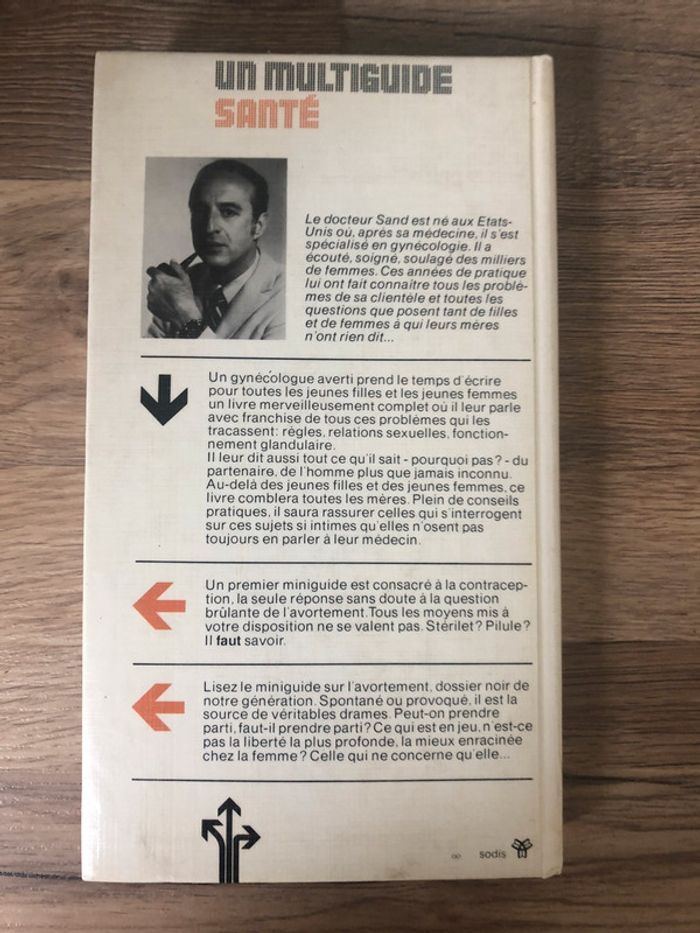 UN MULTIGUIDE
SANTÉ
Le docteur Sand est né aux Etats-
Unis où, après sa médecine, il s'est
spécialisé en gynécologie. Il a
écouté, soigné, soulagé des milliers
de femmes. Ces années de pratique
lui ont fait connaître tous les problè-
mes de sa clientèle et toutes les
questions que posent tant de filles
et de femmes à qui leurs mères
n'ont rien dit...
Un gynécologue averti prend le temps d'écrire
pour toutes les jeunes filles et les jeunes femmes
un livre merveilleusement complet où il leur parle
avec franchise de tous ces problèmes qui les
tracassent: règles, relations sexuelles, fonction-
nement glandulaire.
Il leur dit aussi tout ce qu'il sait - pourquoi pas? - du
partenaire, de l'homme plus que jamais inconnu.
Au-delà des jeunes filles et des jeunes femmes, ce
livre comblera toutes les mères. Plein de conseils
pratiques, il saura rassurer celles qui s'interrogent
sur ces sujets si intimes qu'elles n'osent pas
toujours en parler à leur médecin.
Un premier miniguide est consacré à la contracep-
tion, la seule réponse sans doute à la question
brûlante de l'avortement. Tous les moyens mis à
votre disposition ne se valent pas. Stérilet? Pilule?
Il faut savoir.
Lisez le miniguide sur l'avortement, dossier noir de
notre génération. Spontané ou provoqué, il est la
source de véritables drames. Peut-on prendre
parti, faut-il prendre parti? Ce qui est en jeu, n'est-ce
pas la liberté la plus profonde, la mieux enracinée
chez la femme? Celle qui ne concerne qu'elle...
sodis